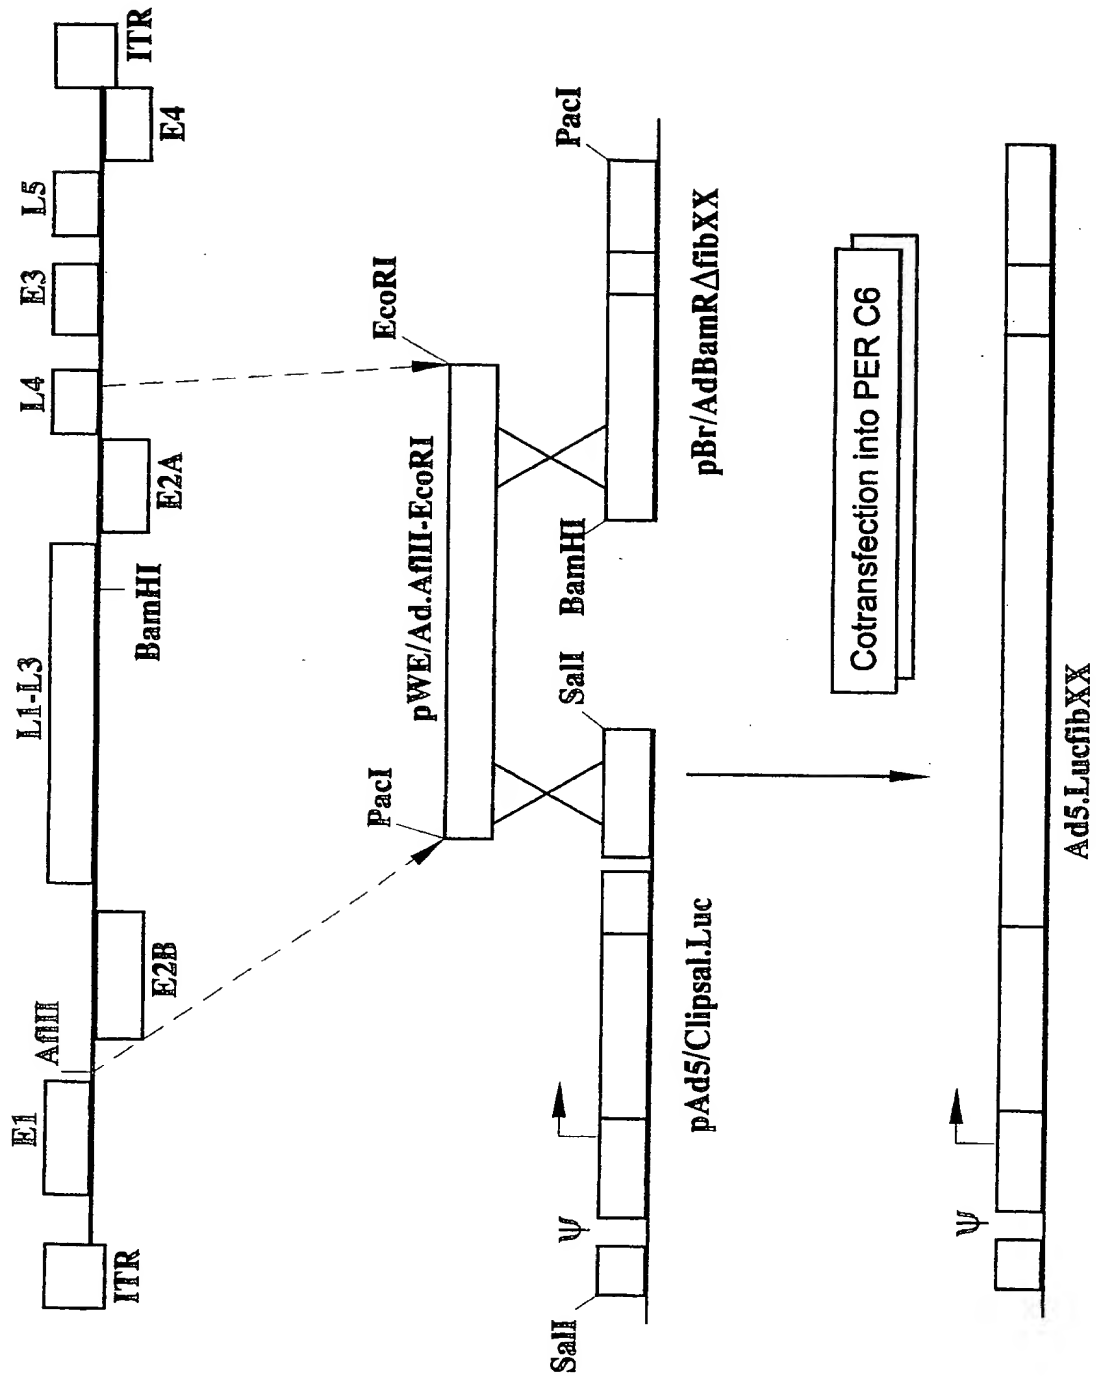 ITR
E1
AflII
E2B
L1-L3
BamHI
E2A
L4
E3
L5
E4
ITR
PacI
EcoRI
pWE/Ad.AflII-EcoRI
SalI
ψ
SalI
BamHI
PacI
pAd5/Clipsal.Luc
pBr/AdBamRΔfibXX
Cotransfection into PER C6
ψ
Ad5.LucfibXX